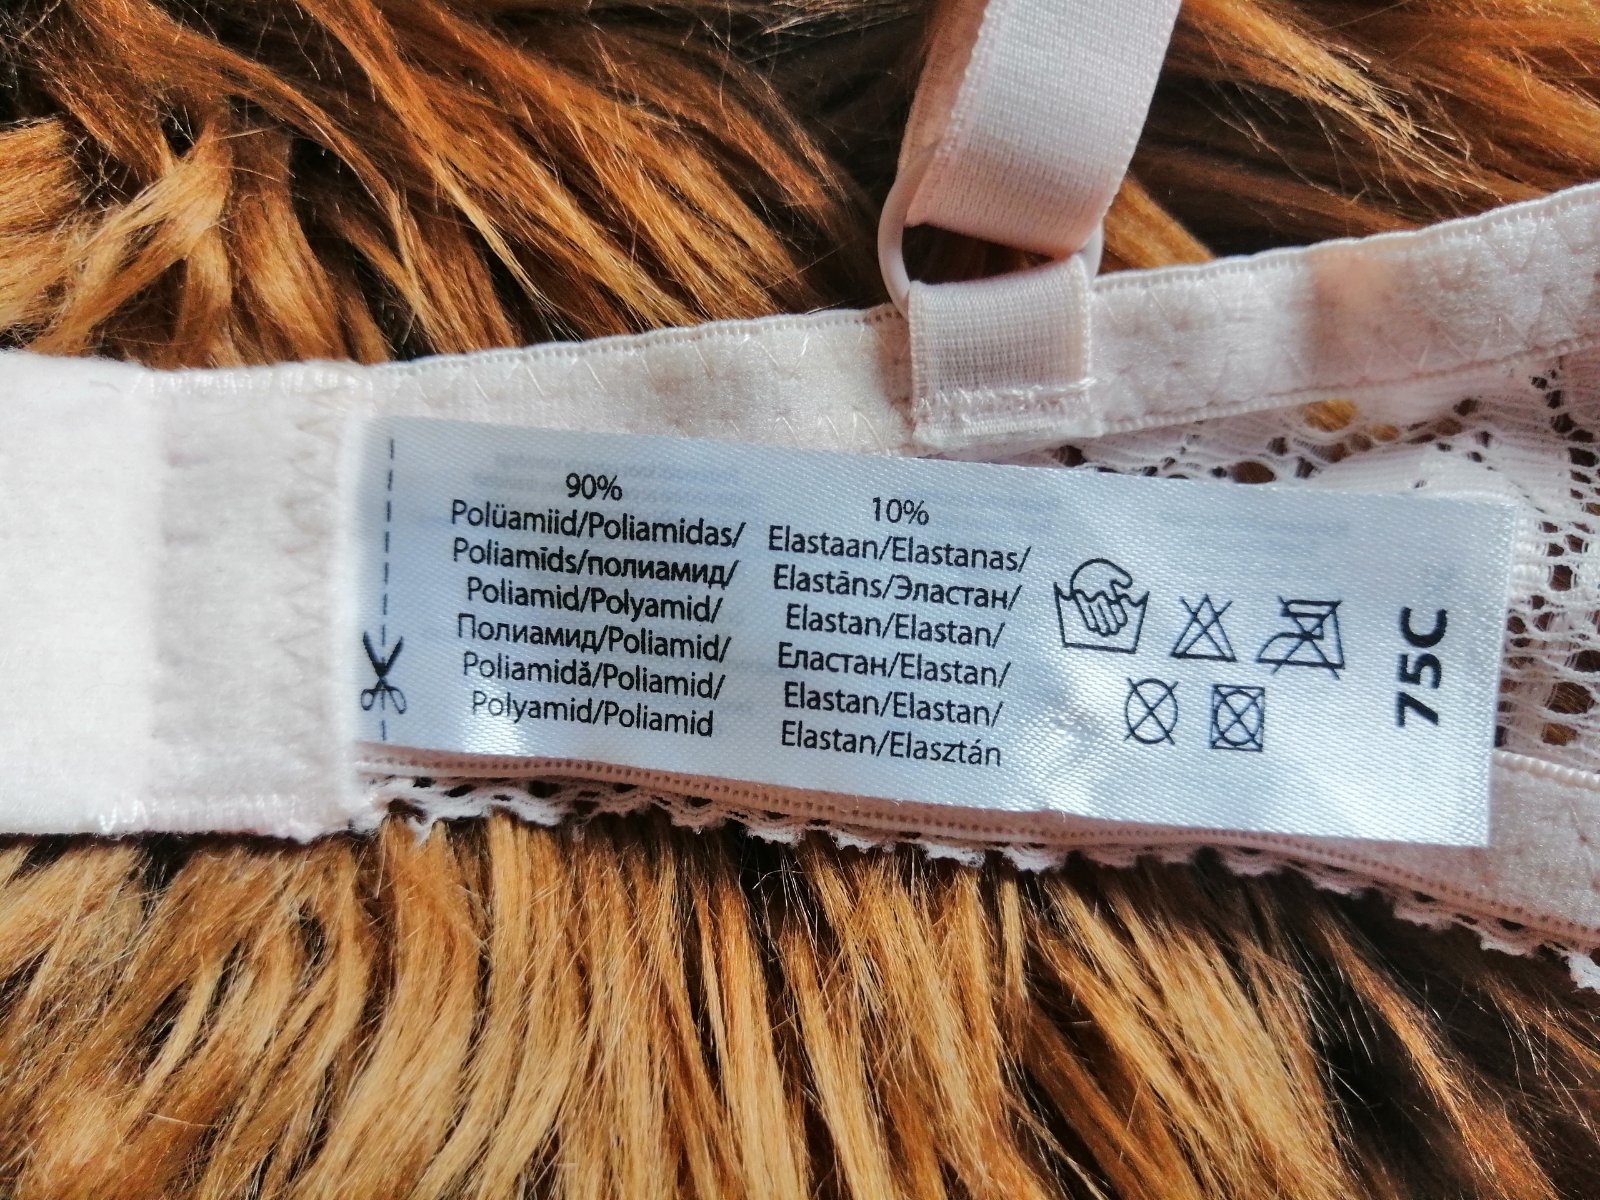 90%
Polüamiid/Poliamidas/
Poliamīds/полиамид/
Poliamid/Polyamid/
Полиамид/Poliamid/
Poliamidă/Poliamid/
Polyamid/Poliamid
10%
Elastaan/Elastanas/
Elastāns/Эластан/
Elastan/Elastan/
Еластан/Elastan/
Elastan/Elastan/
Elastan/Elasztán
75C